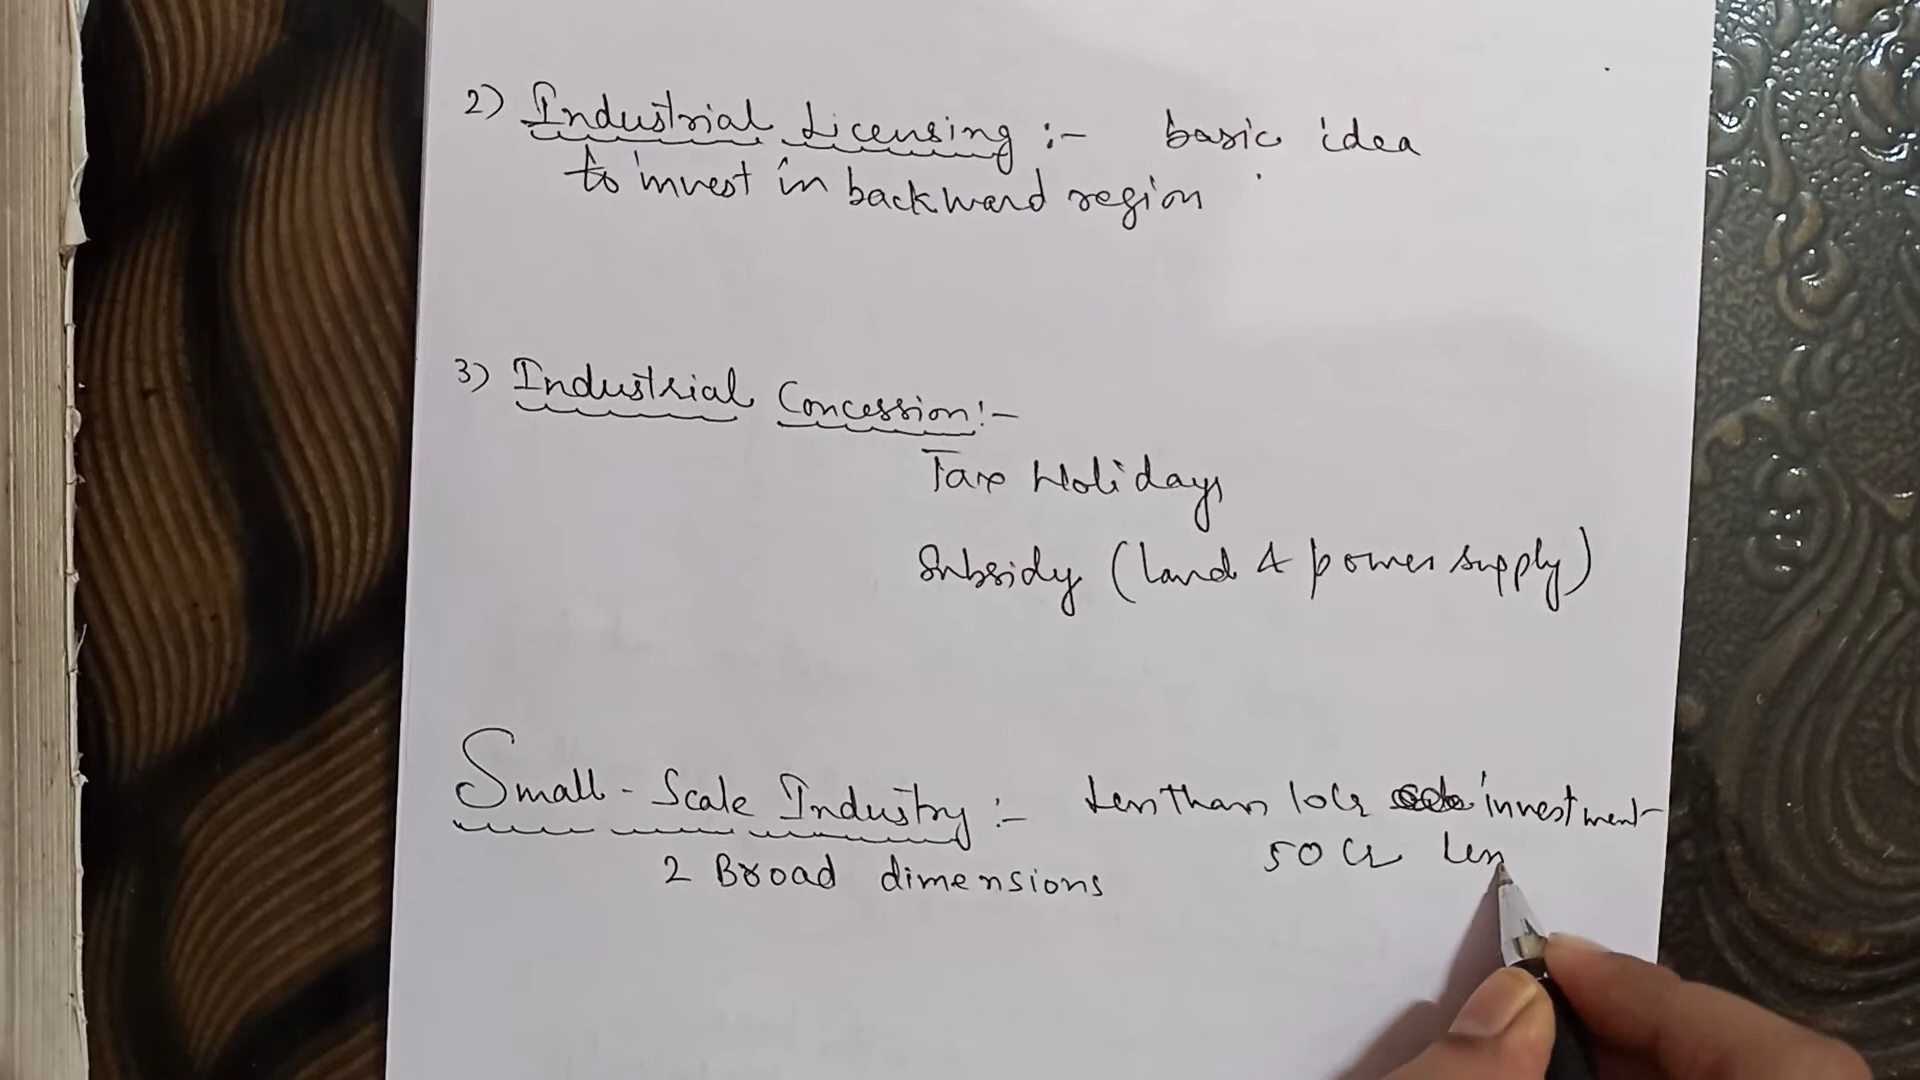 2) Industrial Licensing :- basic idea
to invest in backward region
3) Industrial Concession :-
Tax Holidays
Subsidy (land & power supply)
Small-Scale Industry :- Less than 10Cr investment
50 Cr Less
2 Broad dimensions